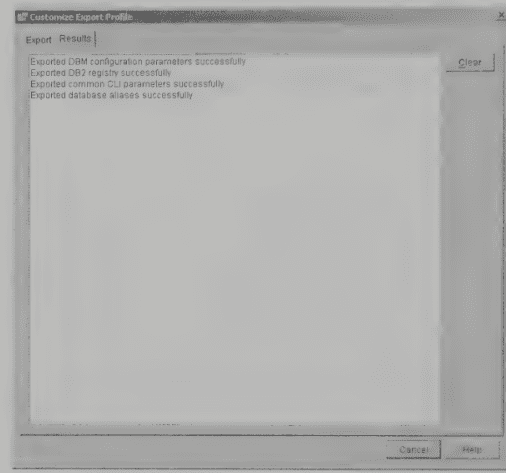 Customize Export Profile
Export Results
Exported DBM configuration parameters successfully
Exported DB2 registry successfully
Exported common CLI parameters successfully
Exported database aliases successfully
Clear
Cancel Help